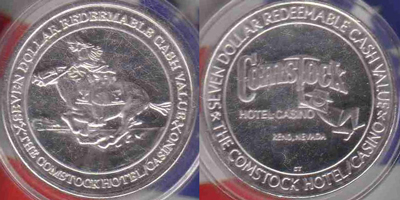 SEVEN DOLLAR REDEEMABLE CASH VALUE
THE COMSTOCK HOTEL/CASINO
SEVEN DOLLAR REDEEMABLE CASH VALUE
Comstock
HOTEL·CASINO
RENO, NEVADA
THE COMSTOCK HOTEL/CASINO